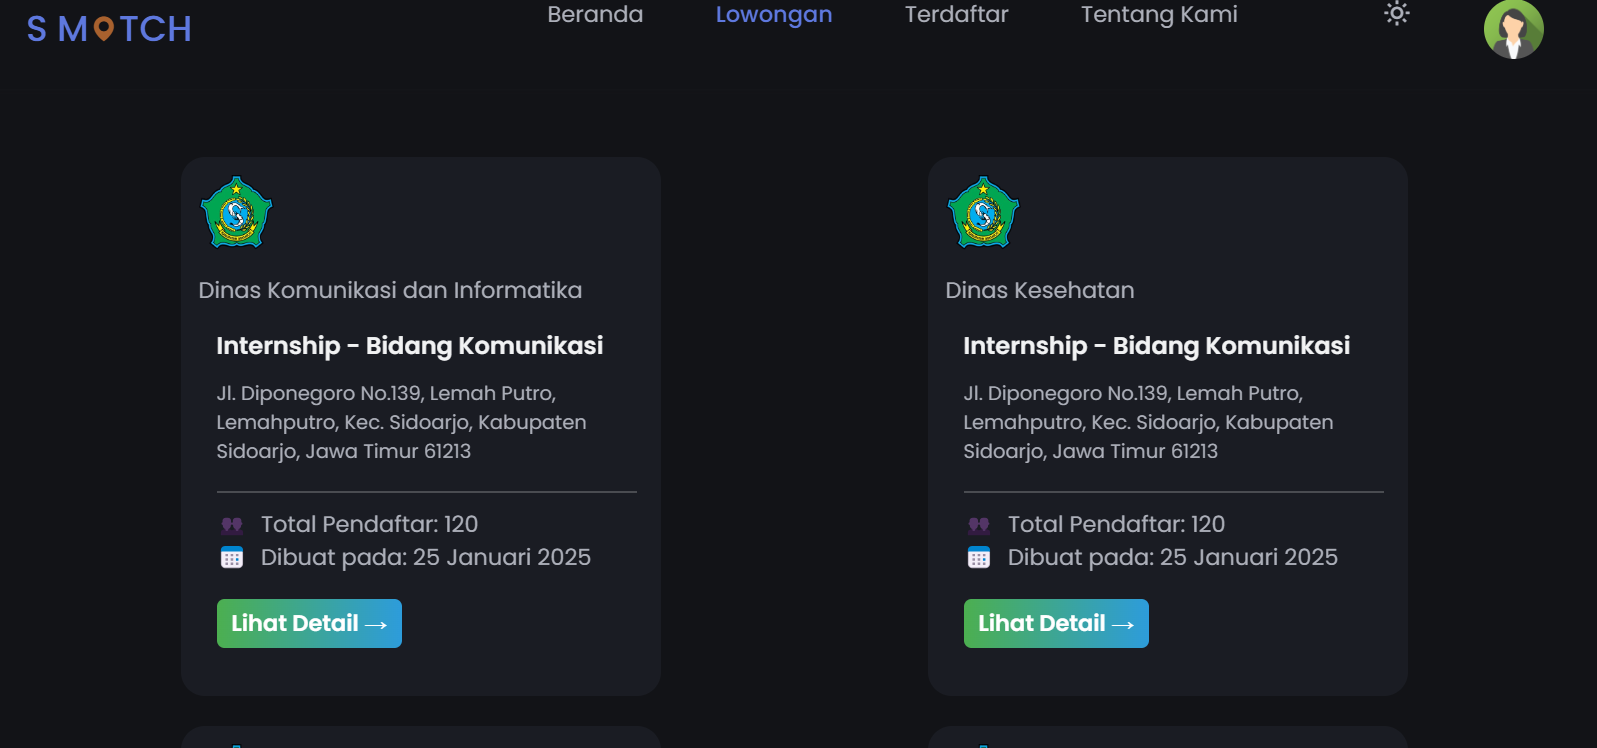 S M TCH
Beranda
Lowongan
Terdaftar
Tentang Kami
Dinas Komunikasi dan Informatika
Internship - Bidang Komunikasi
Jl. Diponegoro No.139, Lemah Putro,
Lemahputro, Kec. Sidoarjo, Kabupaten
Sidoarjo, Jawa Timur 61213
Total Pendaftar: 120
Dibuat pada: 25 Januari 2025
Lihat Detail →
Dinas Kesehatan
Internship - Bidang Komunikasi
Jl. Diponegoro No.139, Lemah Putro,
Lemahputro, Kec. Sidoarjo, Kabupaten
Sidoarjo, Jawa Timur 61213
Total Pendaftar: 120
Dibuat pada: 25 Januari 2025
Lihat Detail →